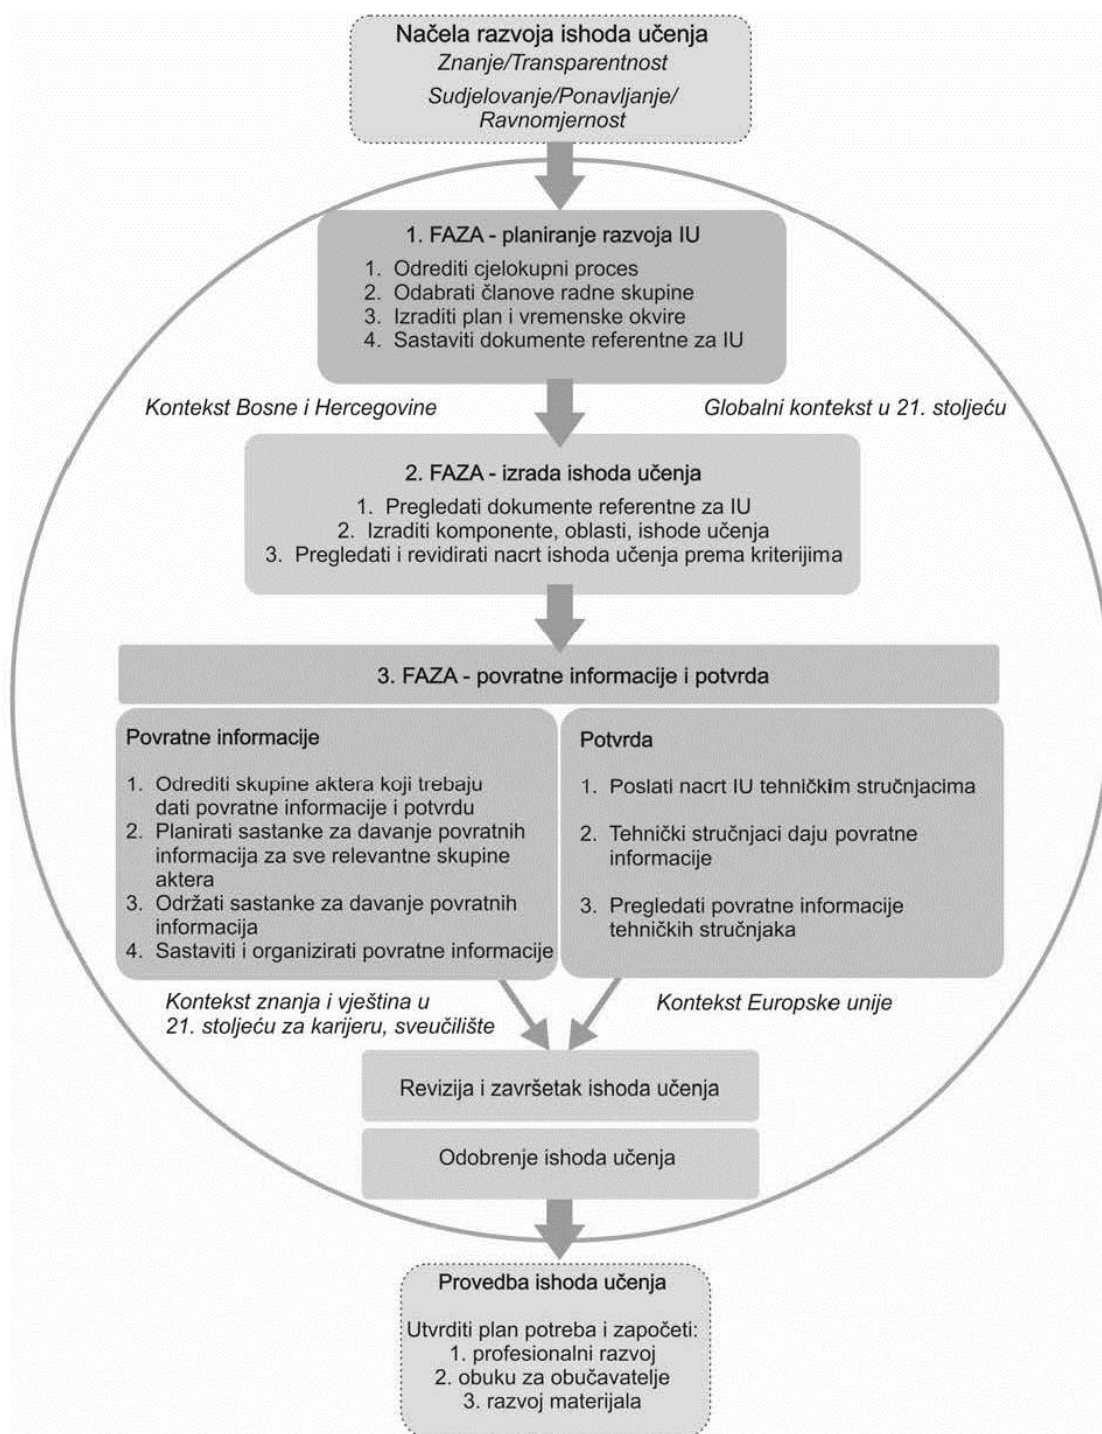 Načela razvoja ishoda učenja
Znanje/Transparentnost
Sudjelovanje/Ponavljanje/
Ravnomjernost
1. FAZA - planiranje razvoja IU
1. Odrediti cjelokupni proces
2. Odabrati članove radne skupine
3. Izraditi plan i vremenske okvire
4. Sastaviti dokumente referentne za IU
Kontekst Bosne i Hercegovine
Globalni kontekst u 21. stoljeću
2. FAZA - izrada ishoda učenja
1. Pregledati dokumente referentne za IU
2. Izraditi komponente, oblasti, ishode učenja
3. Pregledati i revidirati nacrt ishoda učenja prema kriterijima
3. FAZA - povratne informacije i potvrda
Povratne informacije
1. Odrediti skupine aktera koji trebaju
dati povratne informacije i potvrdu
2. Planirati sastanke za davanje povratnih
informacija za sve relevantne skupine
aktera
3. Održati sastanke za davanje povratnih
informacija
4. Sastaviti i organizirati povratne informacije
Potvrda
1. Poslati nacrt IU tehničkim stručnjacima
2. Tehnički stručnjaci daju povratne
informacije
3. Pregledati povratne informacije
tehničkih stručnjaka
Kontekst znanja i vještina u
21. stoljeću za karijeru, sveučilište
Kontekst Europske unije
Revizija i završetak ishoda učenja
Odobrenje ishoda učenja
Provedba ishoda učenja
Utvrditi plan potreba i započeti:
1. profesionalni razvoj
2. obuku za obučavatelje
3. razvoj materijala